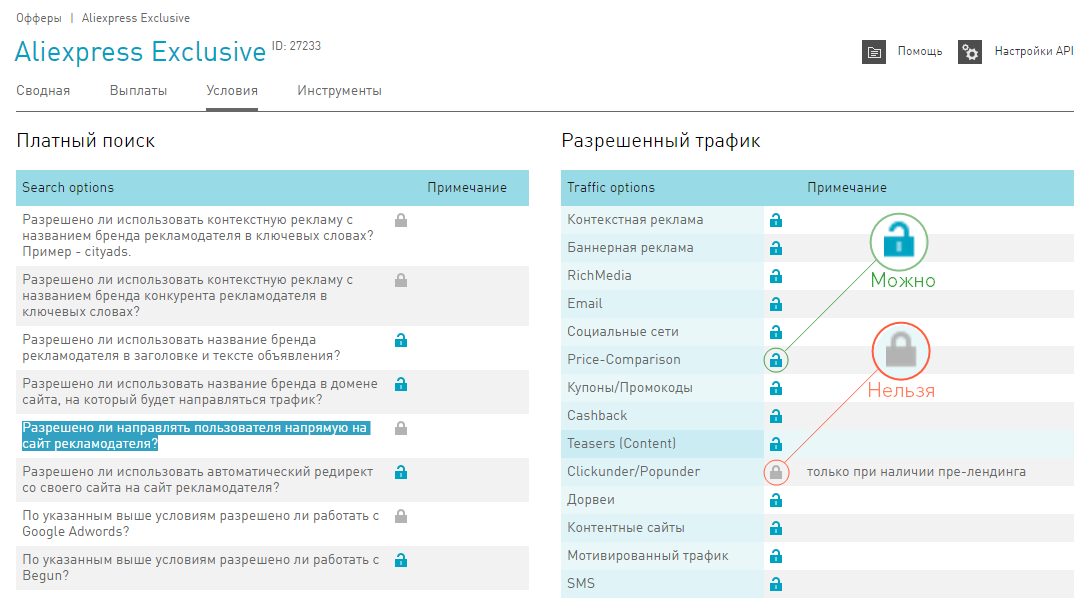 Офферы | Aliexpress Exclusive
Aliexpress Exclusive ID: 27233
Помощь
Настройки API
Сводная
Выплаты
Условия
Инструменты
Платный поиск
Search options
Примечание
Разрешено ли использовать контекстную рекламу с
названием бренда рекламодателя в ключевых словах?
Пример - cityads.
Разрешено ли использовать контекстную рекламу с
названием бренда конкурента рекламодателя в
ключевых словах?
Разрешено ли использовать название бренда
рекламодателя в заголовке и тексте объявления?
Разрешено ли использовать название бренда в домене
сайта, на который будет направляться трафик?
Разрешено ли направлять пользователя напрямую на
сайт рекламодателя?
Разрешено ли использовать автоматический редирект
со своего сайта на сайт рекламодателя?
По указанным выше условиям разрешено ли работать с
Google Adwords?
По указанным выше условиям разрешено ли работать с
Begun?
Разрешенный трафик
Traffic options
Примечание
Контекстная реклама
Баннерная реклама
RichMedia
Email
Социальные сети
Price-Comparison
Купоны/Промокоды
Cashback
Teasers (Content)
Clickunder/Popunder
только при наличии пре-лендинга
Дорвеи
Контентные сайты
Мотивированный трафик
SMS
Можно
Нельзя